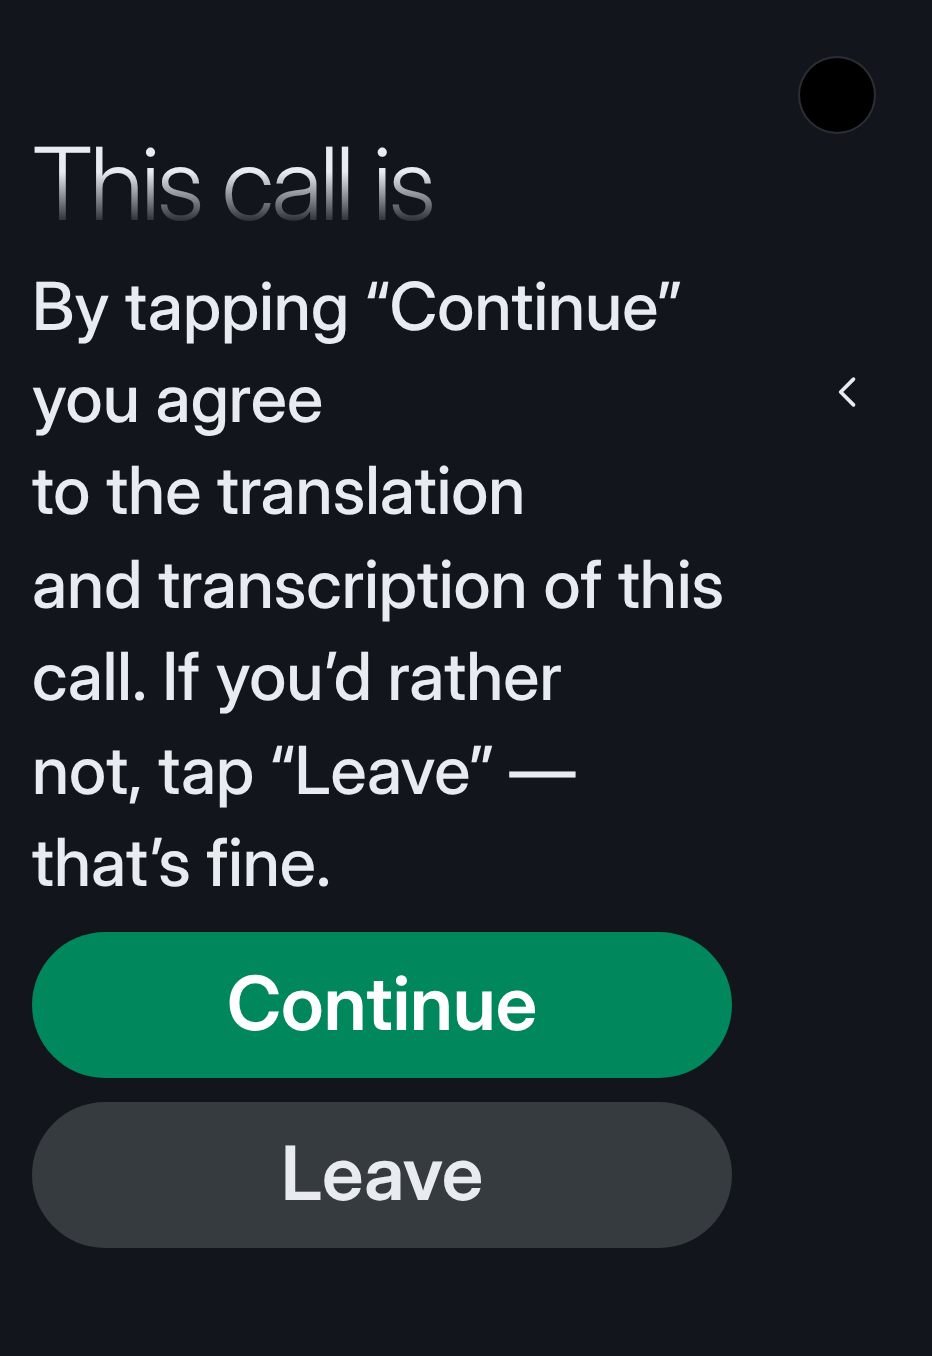 This call is
By tapping “Continue”
you agree
to the translation
and transcription of this
call. If you’d rather
not, tap “Leave” —
that’s fine.
Continue
Leave